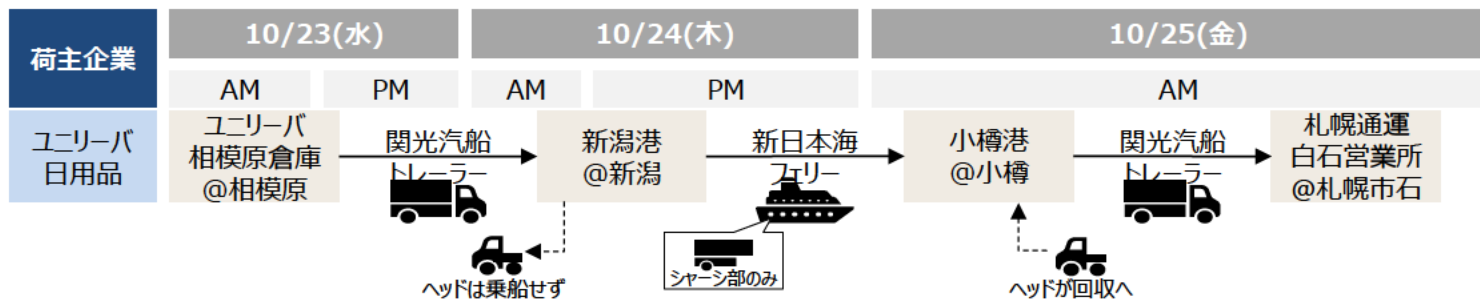 荷主企業
10/23(水)
10/24(木)
10/25(金)
AM
PM
AM
PM
AM
ユニリーバ
日用品
ユニリーバ
相模原倉庫
@相模原
関光汽船
トレーラー
新潟港
@新潟
新日本海
フェリー
小樽港
@小樽
関光汽船
トレーラー
札幌通運
白石営業所
@札幌市石
ヘッドは乗船せず
シャーシ部のみ
ヘッドが回収へ